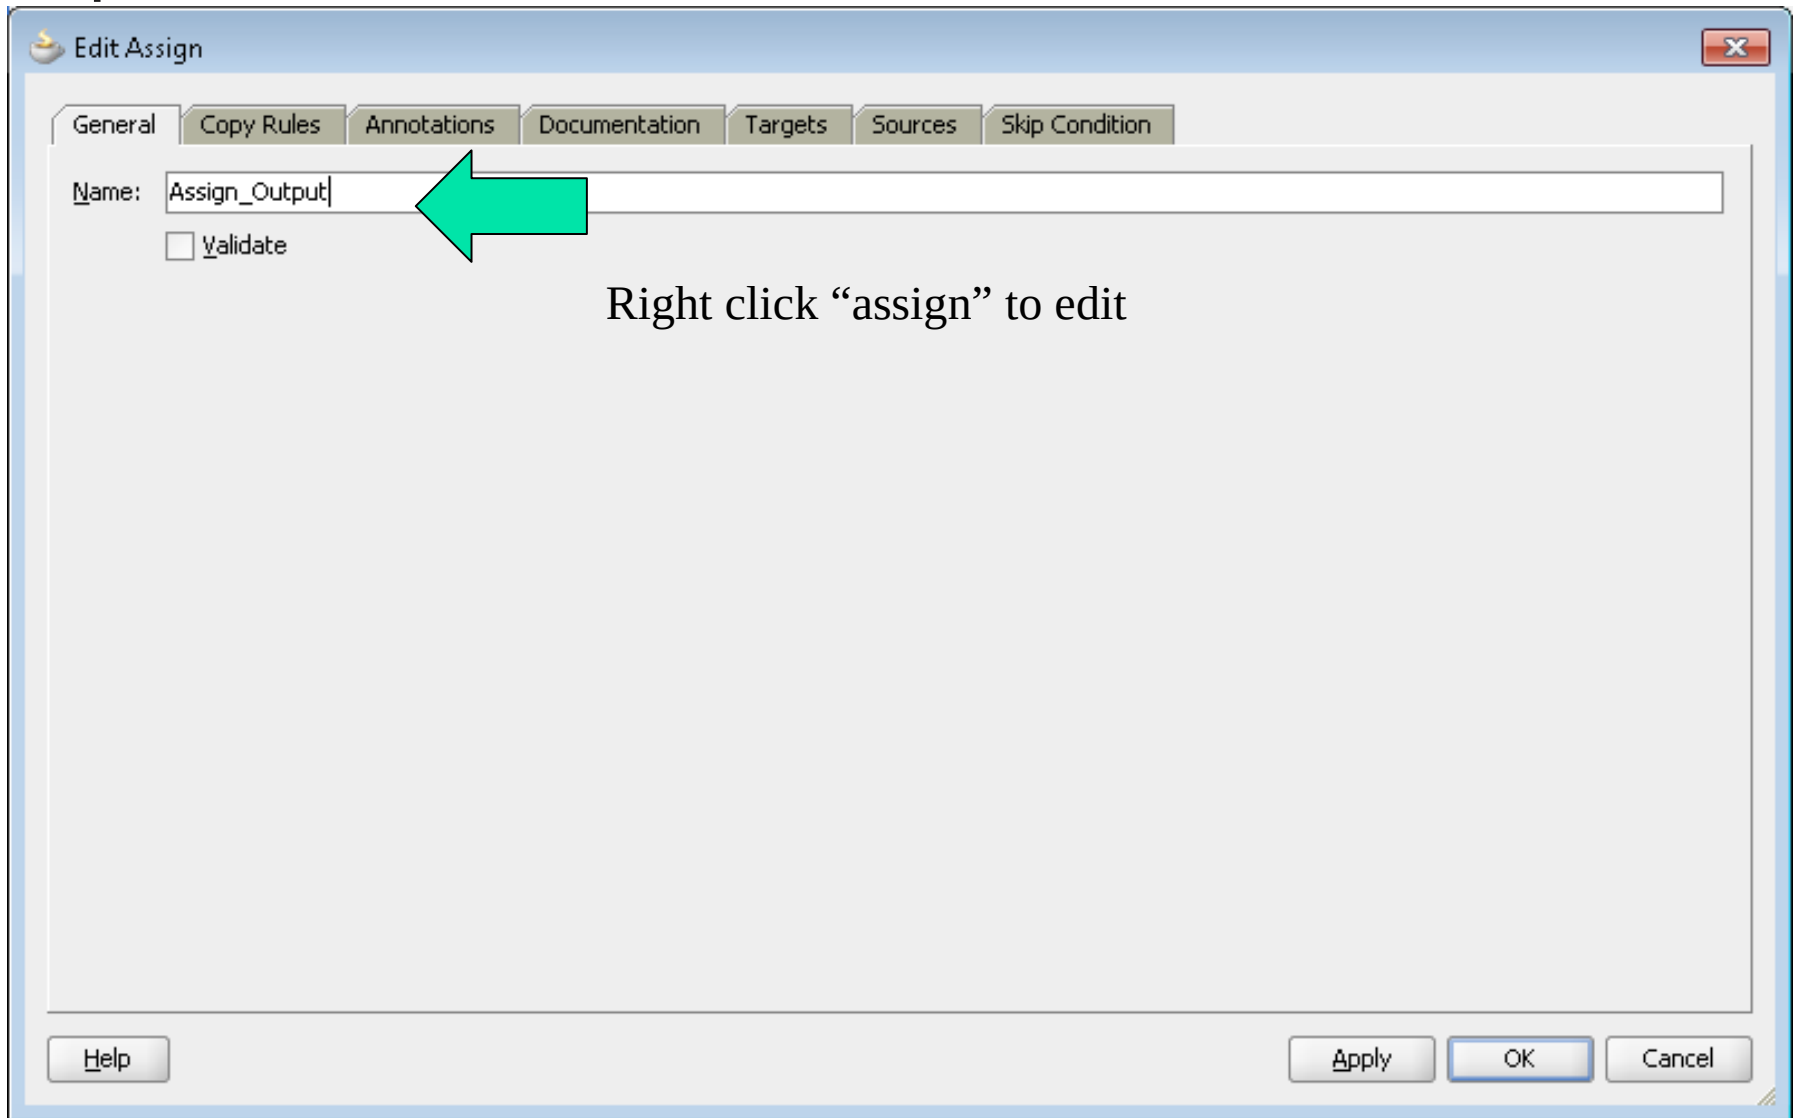 Edit Assign
General Copy Rules Annotations Documentation Targets Sources Skip Condition
Name: Assign_Output
Validate
Right click “assign” to edit
Help Apply OK Cancel